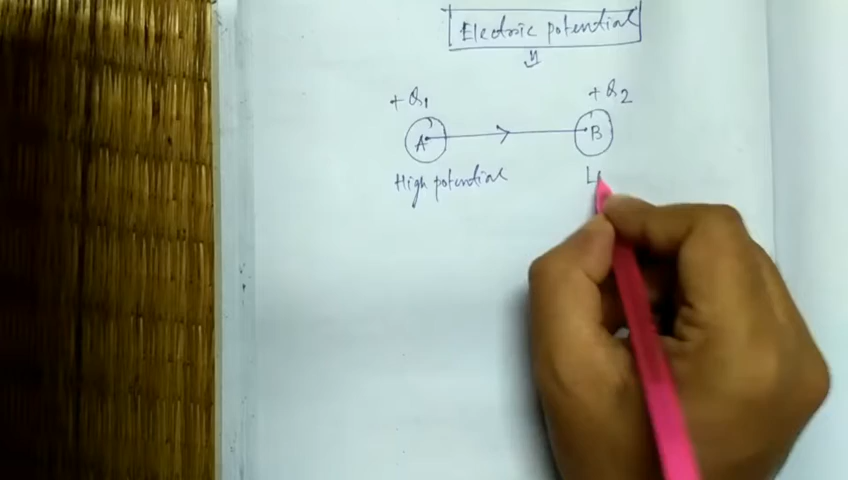 Electric potential
+ Q1 + Q2
A B
High potential